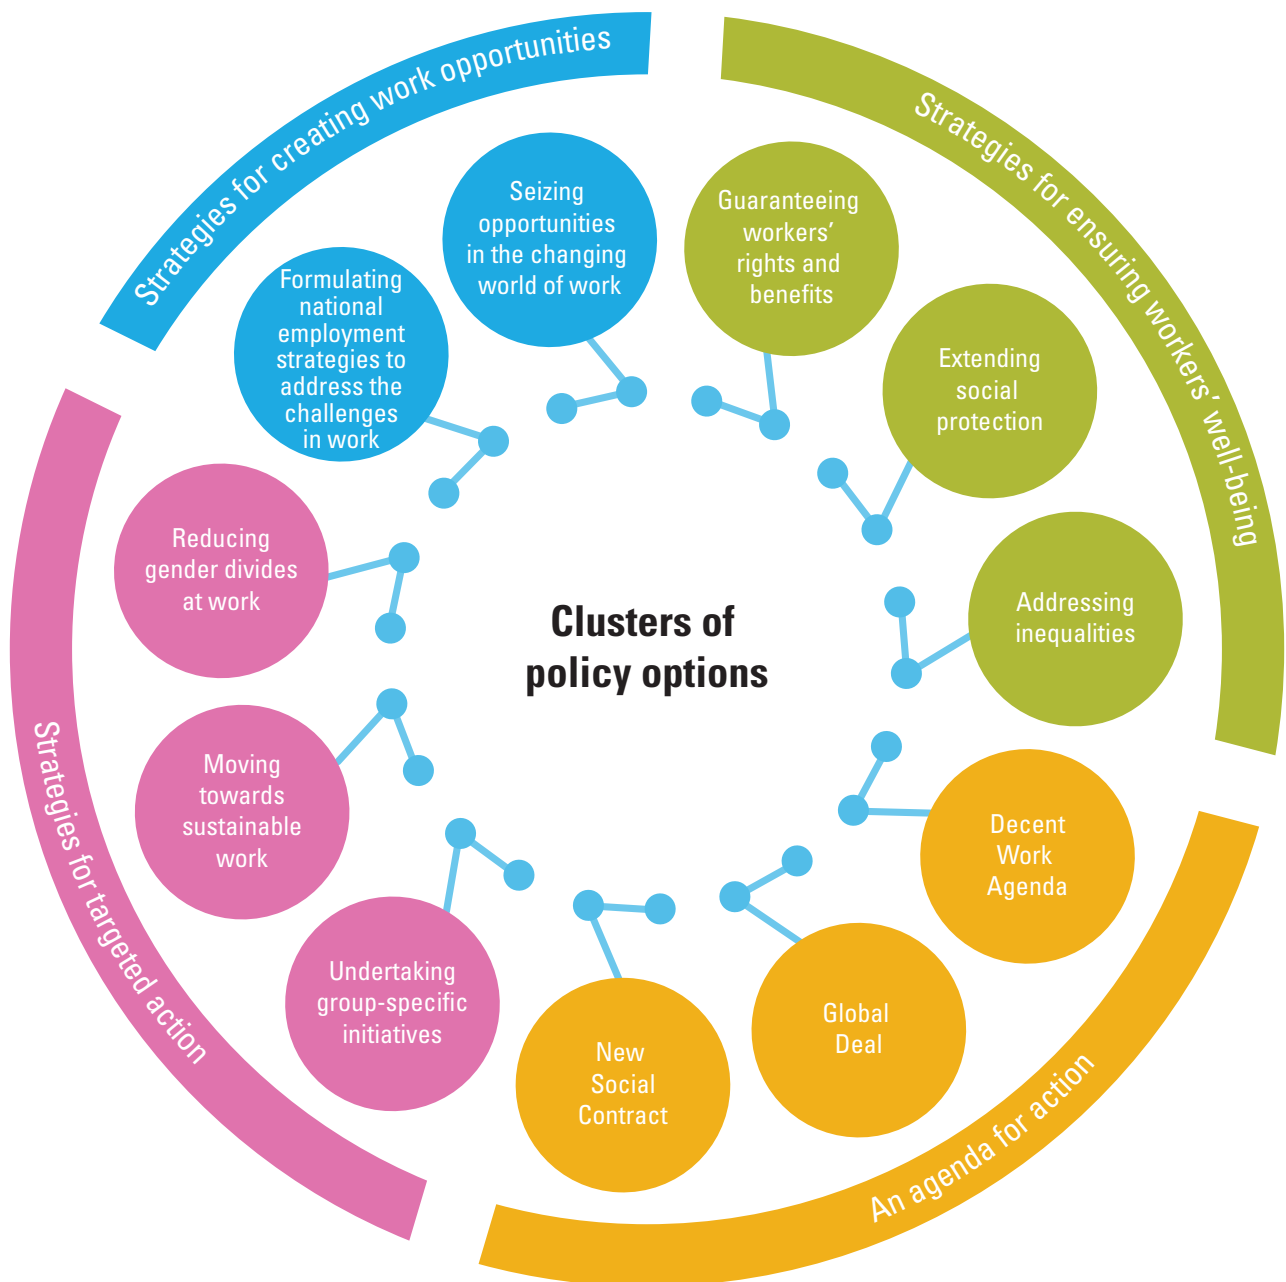 Strategies for creating work opportunities
Seizing
opportunities
in the changing
world of work
Formulating
national
employment
strategies to
address the
challenges
in work
Strategies for ensuring workers’ well-being
Guaranteeing
workers’
rights and
benefits
Extending
social
protection
Addressing
inequalities
Clusters of
policy options
Strategies for targeted action
Reducing
gender divides
at work
Moving
towards
sustainable
work
Undertaking
group-specific
initiatives
An agenda for action
Decent
Work
Agenda
Global
Deal
New
Social
Contract